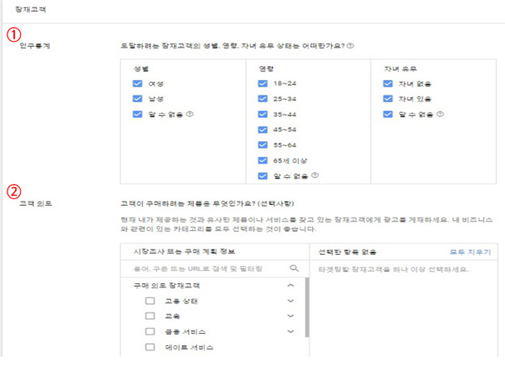 잠재고객
①
인구통계
도달하려는 잠재고객의 성별, 연령, 자녀 유무 상태는 어떠한가요? ?
성별
여성
남성
알 수 없음 ?
연령
18~24
25~34
35~44
45~54
55~64
65세 이상
알 수 없음 ?
자녀 유무
자녀 없음
자녀 있음
알 수 없음 ?
②
고객 의도
고객이 구매하려는 제품은 무엇인가요? (선택사항)
현재 내가 제공하는 것과 유사한 제품이나 서비스를 찾고 있는 잠재고객에게 광고를 게재하세요. 내 비즈니스
와 관련이 있는 카테고리를 모두 선택하는 것이 좋습니다.
시장조사 또는 구매 계획 정보
용어, 구문 또는 URL로 검색 및 필터링
구매 의도 잠재고객
고용 상태
교육
금융 서비스
데이트 서비스
선택한 항목 없음
모두 지우기
타겟팅할 잠재고객을 하나 이상 선택하세요.